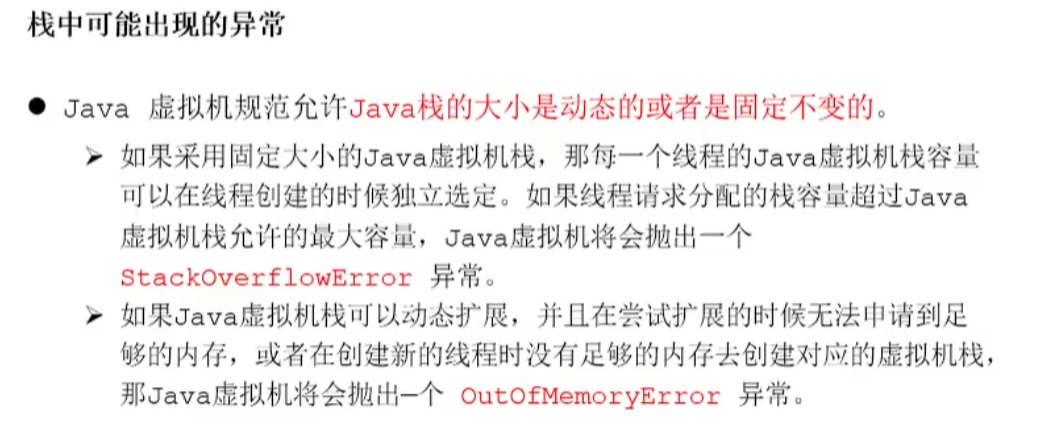 栈中可能出现的异常
● Java 虚拟机规范允许Java栈的大小是动态的或者是固定不变的。
➢ 如果采用固定大小的Java虚拟机栈，那每一个线程的Java虚拟机栈容量
可以在线程创建的时候独立选定。如果线程请求分配的栈容量超过Java
虚拟机栈允许的最大容量，Java虚拟机将会抛出一个
StackOverflowError 异常。
➢ 如果Java虚拟机栈可以动态扩展，并且在尝试扩展的时候无法申请到足
够的内存，或者在创建新的线程时没有足够的内存去创建对应的虚拟机栈，
那Java虚拟机将会抛出一个 OutOfMemoryError 异常。